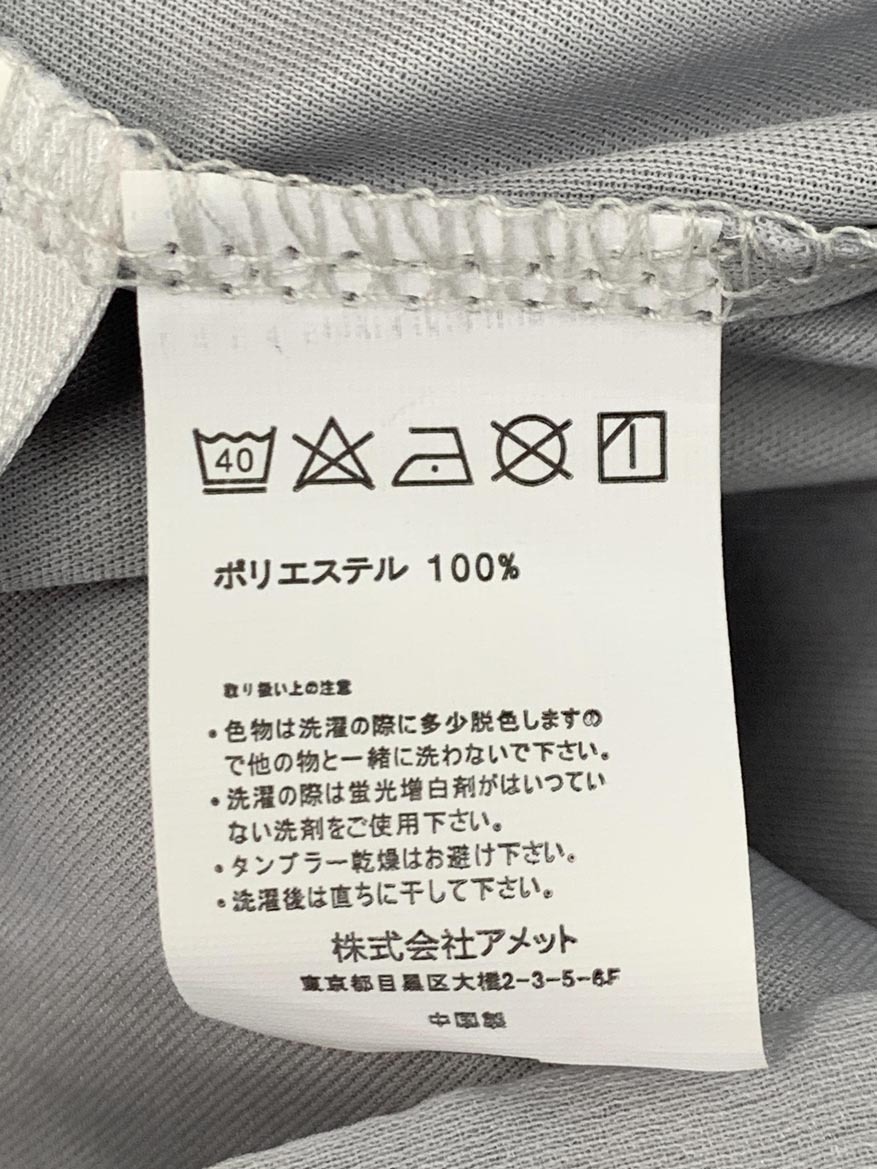 40
ポリエステル 100%
取り扱い上の注意
・色物は洗濯の際に多少脱色しますの
で他の物と一緒に洗わないで下さい。
・洗濯の際は蛍光増白剤がはいつてい
ない洗剤をご使用下さい。
・タンブラー乾燥はお避け下さい。
・洗濯後は直ちに干して下さい。
株式会社アメット
東京都目黒区大橋2-3-5-6F
中国製